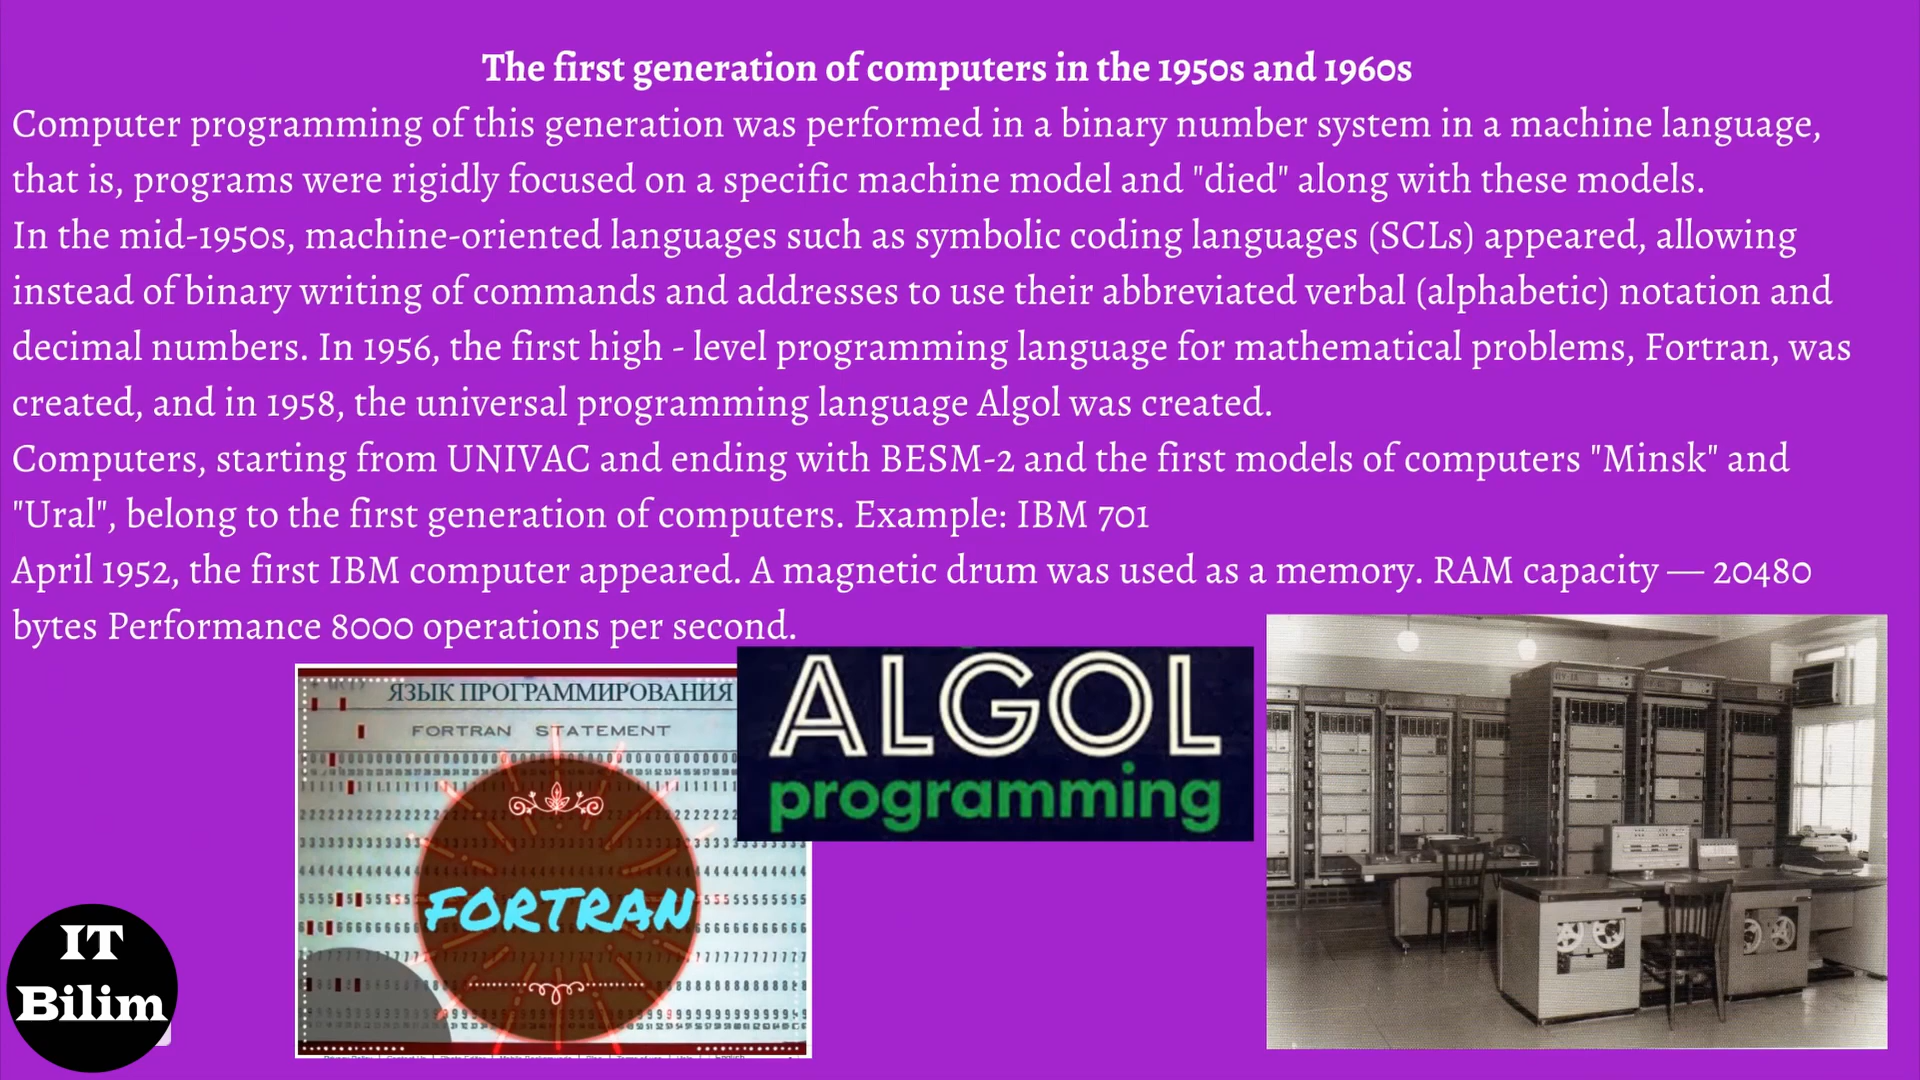 The first generation of computers in the 1950s and 1960s
Computer programming of this generation was performed in a binary number system in a machine language,
that is, programs were rigidly focused on a specific machine model and "died" along with these models.
In the mid-1950s, machine-oriented languages such as symbolic coding languages (SCLs) appeared, allowing
instead of binary writing of commands and addresses to use their abbreviated verbal (alphabetic) notation and
decimal numbers. In 1956, the first high - level programming language for mathematical problems, Fortran, was
created, and in 1958, the universal programming language Algol was created.
Computers, starting from UNIVAC and ending with BESM-2 and the first models of computers "Minsk" and
"Ural", belong to the first generation of computers. Example: IBM 701
April 1952, the first IBM computer appeared. A magnetic drum was used as a memory. RAM capacity — 20480
bytes Performance 8000 operations per second.
ЯЗЫК ПРОГРАММИРОВАНИЯ
FORTRAN STATEMENT
FORTRAN
ALGOL
programming
IT
Bilim